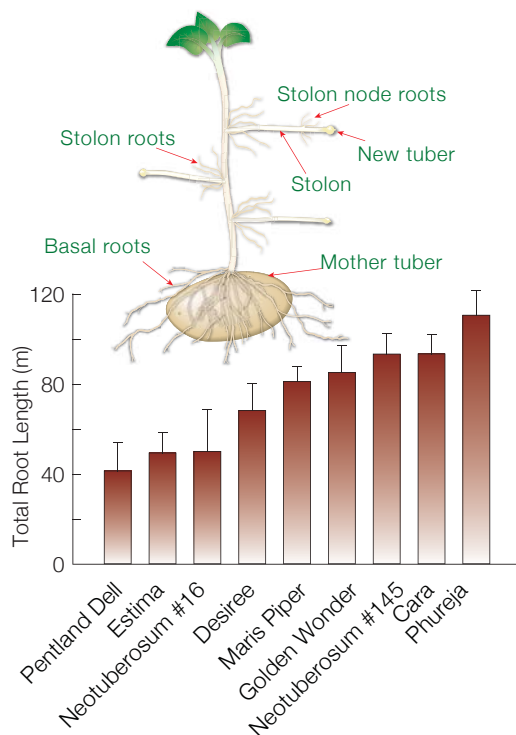 Stolon node roots
Stolon roots
New tuber
Stolon
Basal roots
Mother tuber
Total Root Length (m)
120
80
40
0
Pentland Dell
Estima
Neotuberosum #16
Desiree
Maris Piper
Golden Wonder
Neotuberosum #145
Cara
Phureja